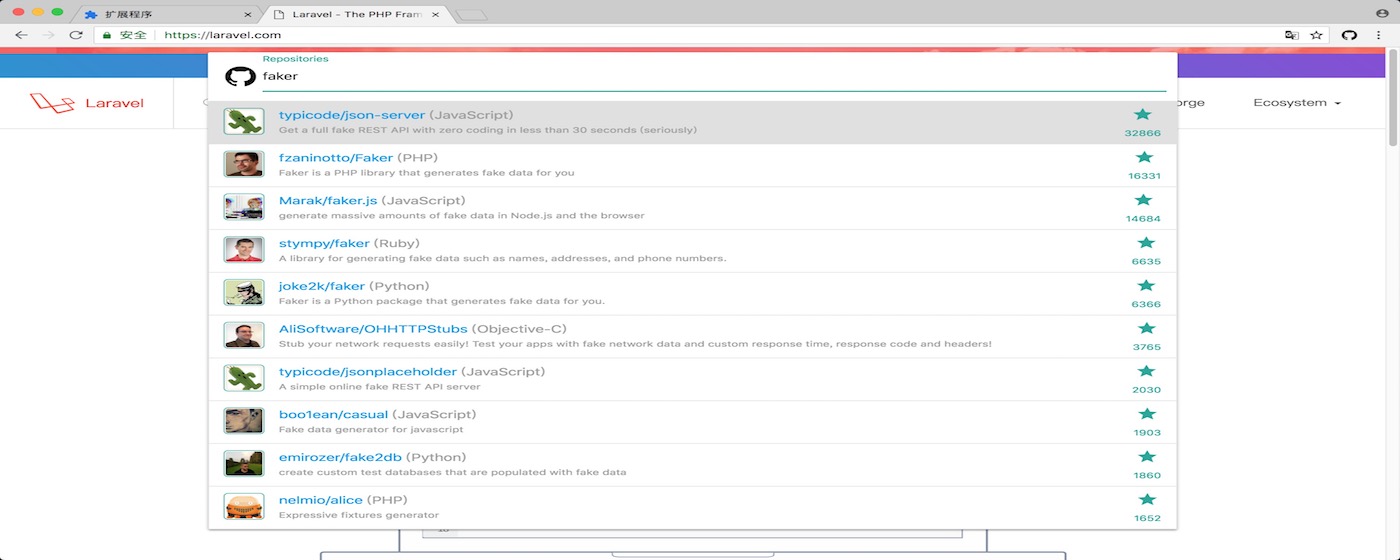 扩展程序
Laravel - The PHP Fram
安全 https://laravel.com
Repositories
faker
Laravel
orge
Ecosystem
typicode/json-server (JavaScript)
Get a full fake REST API with zero coding in less than 30 seconds (seriously)
32866
fzaninotto/Faker (PHP)
Faker is a PHP library that generates fake data for you
16331
Marak/faker.js (JavaScript)
generate massive amounts of fake data in Node.js and the browser
14684
stympy/faker (Ruby)
A library for generating fake data such as names, addresses, and phone numbers.
6635
joke2k/faker (Python)
Faker is a Python package that generates fake data for you.
6366
AliSoftware/OHHTTPStubs (Objective-C)
Stub your network requests easily! Test your apps with fake network data and custom response time, response code and headers!
3765
typicode/jsonplaceholder (JavaScript)
A simple online fake REST API server
2030
boo1ean/casual (JavaScript)
Fake data generator for javascript
1903
emirozer/fake2db (Python)
create custom test databases that are populated with fake data
1860
nelmio/alice (PHP)
Expressive fixtures generator
1652